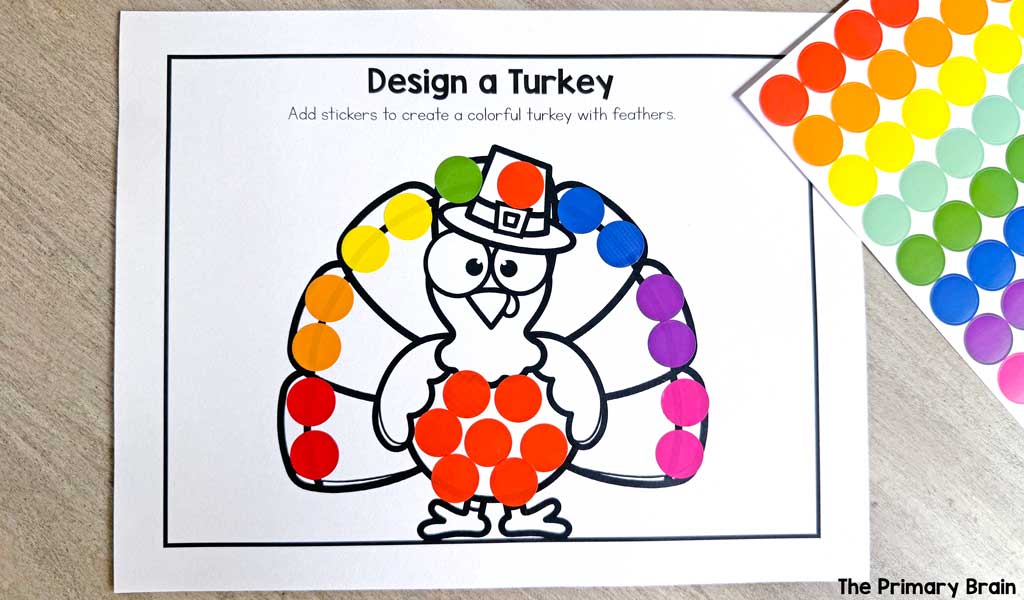 Design a Turkey
Add stickers to create a colorful turkey with feathers.
The Primary Brain